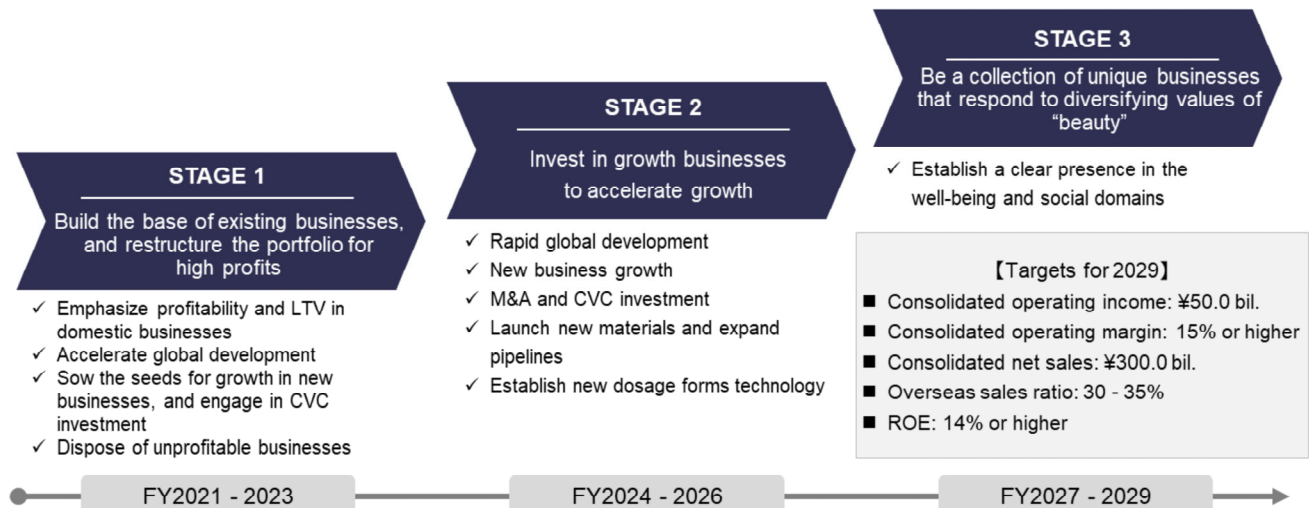 STAGE 1
Build the base of existing businesses,
and restructure the portfolio for
high profits
✓ Emphasize profitability and LTV in
domestic businesses
✓ Accelerate global development
✓ Sow the seeds for growth in new
businesses, and engage in CVC
investment
✓ Dispose of unprofitable businesses
FY2021 - 2023
STAGE 2
Invest in growth businesses
to accelerate growth
✓ Rapid global development
✓ New business growth
✓ M&A and CVC investment
✓ Launch new materials and expand
pipelines
✓ Establish new dosage forms technology
FY2024 - 2026
STAGE 3
Be a collection of unique businesses
that respond to diversifying values of
“beauty”
✓ Establish a clear presence in the
well-being and social domains
【Targets for 2029】
■ Consolidated operating income: ¥50.0 bil.
■ Consolidated operating margin: 15% or higher
■ Consolidated net sales: ¥300.0 bil.
■ Overseas sales ratio: 30 - 35%
■ ROE: 14% or higher
FY2027 - 2029